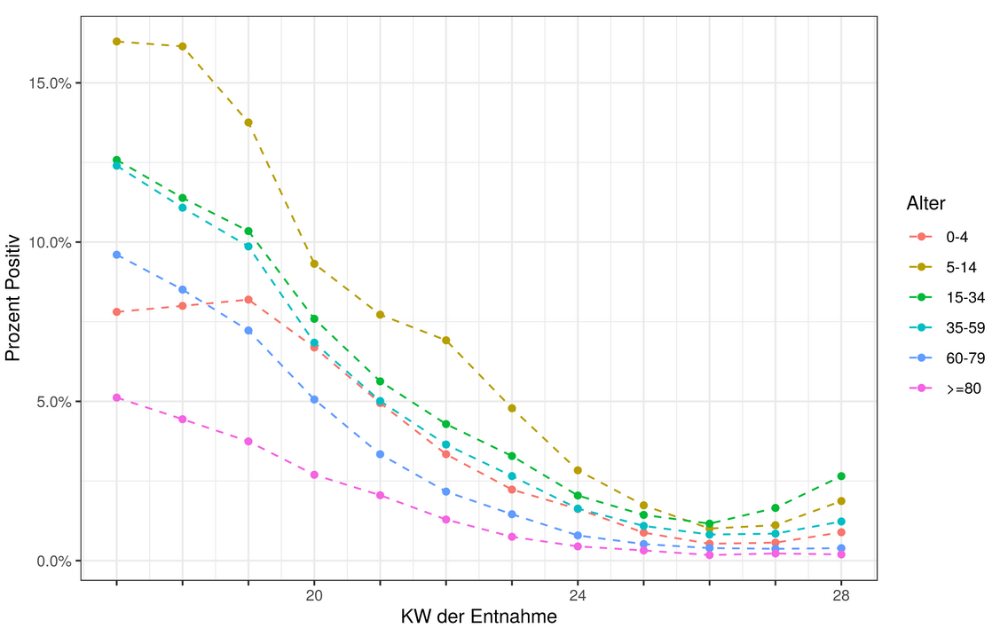 15.0%
10.0%
5.0%
0.0%
Prozent Positiv
20 24 28
KW der Entnahme
Alter
0-4
5-14
15-34
35-59
60-79
>=80